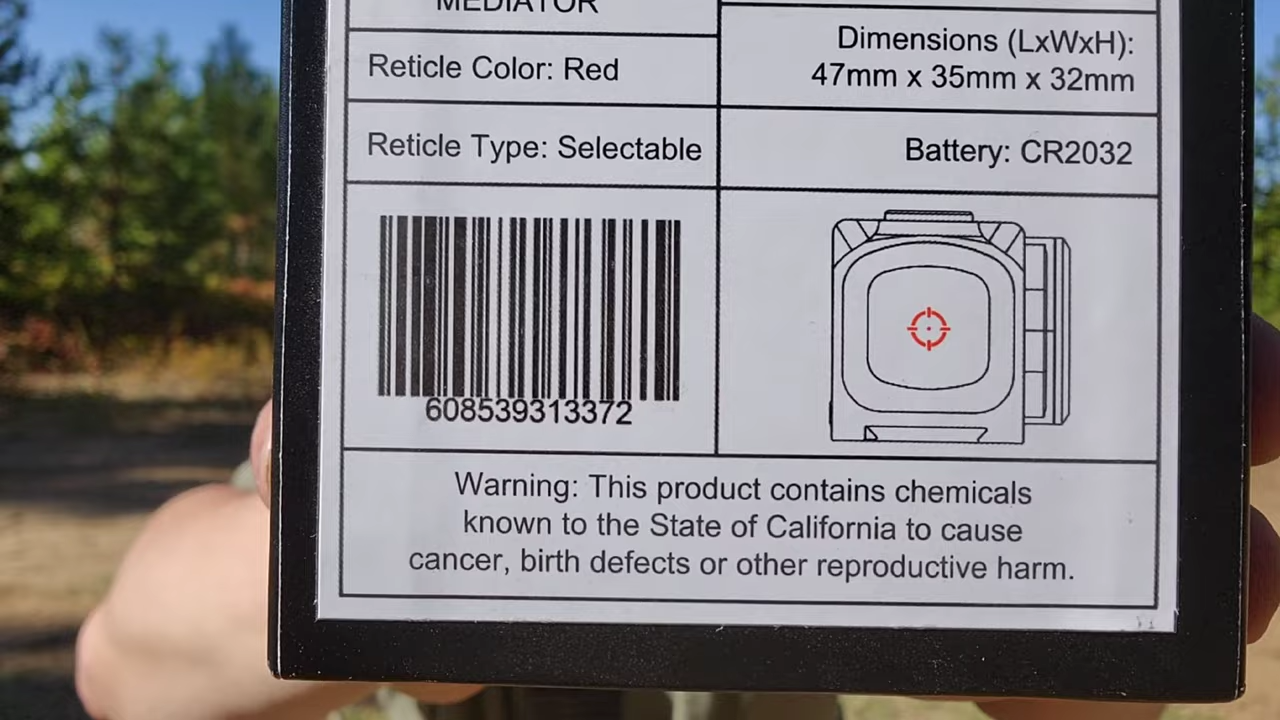 MEDIATOR
Reticle Color: Red
Reticle Type: Selectable
608539313372
Dimensions (LxWxH):
47mm x 35mm x 32mm
Battery: CR2032
Warning: This product contains chemicals
known to the State of California to cause
cancer, birth defects or other reproductive harm.